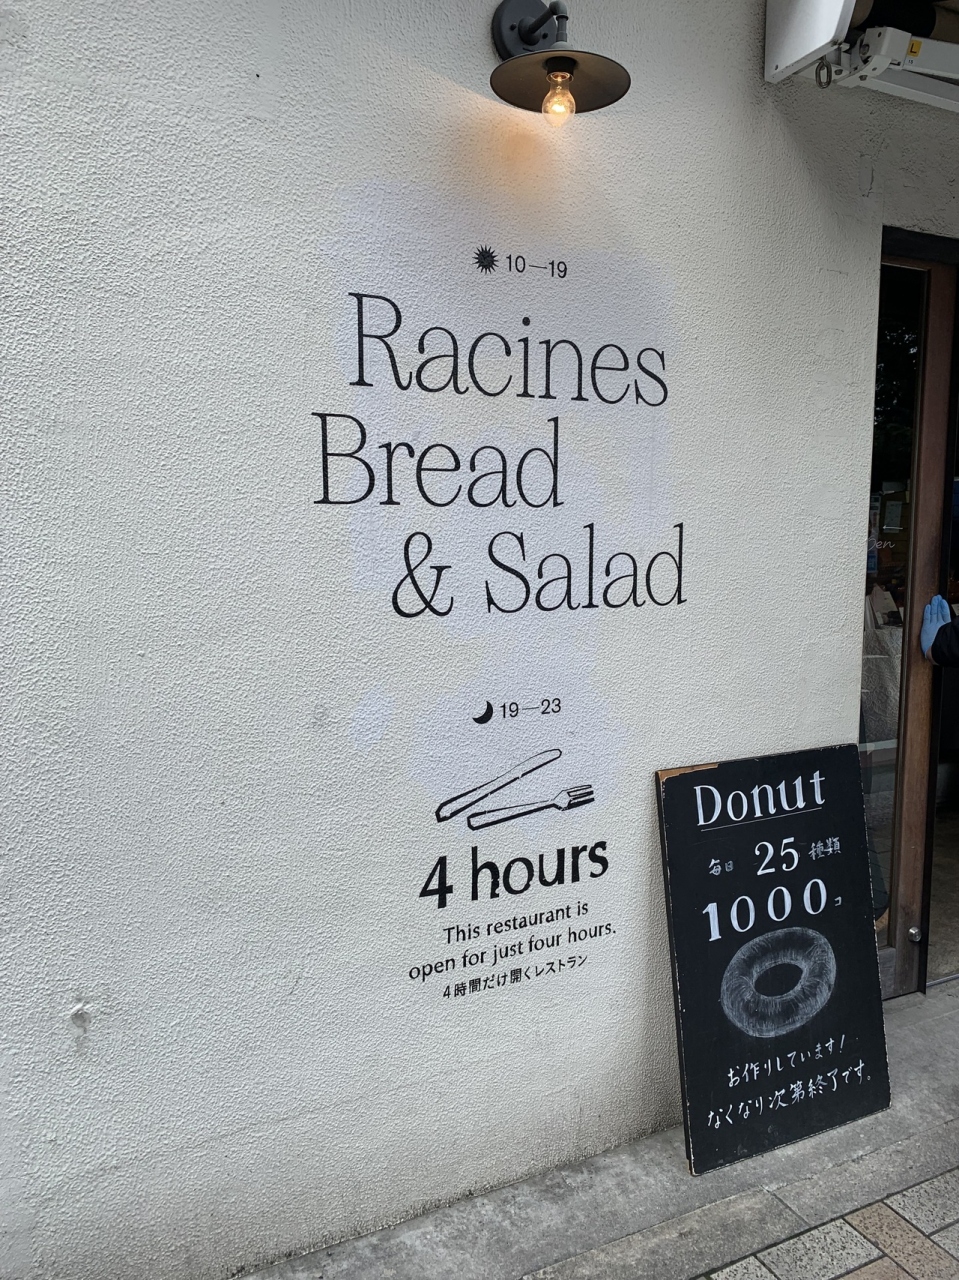 10—19
Racines
Bread
& Salad
19—23
4 hours
This restaurant is
open for just four hours.
4時間だけ開くレストラン
Donut
毎日 25 種類
1000コ
お作りしています!
なくなり次第終了です。
L